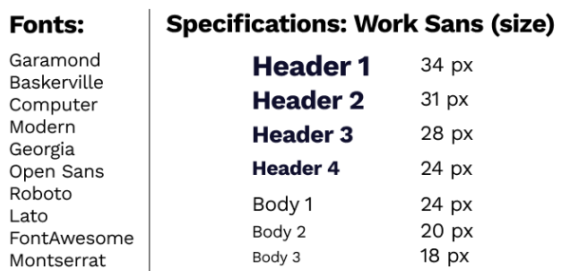 Fonts:
Garamond
Baskerville
Computer
Modern
Georgia
Open Sans
Roboto
Lato
FontAwesome
Montserrat
Specifications: Work Sans (size)
Header 1 34 px
Header 2 31 px
Header 3 28 px
Header 4 24 px
Body 1 24 px
Body 2 20 px
Body 3 18 px